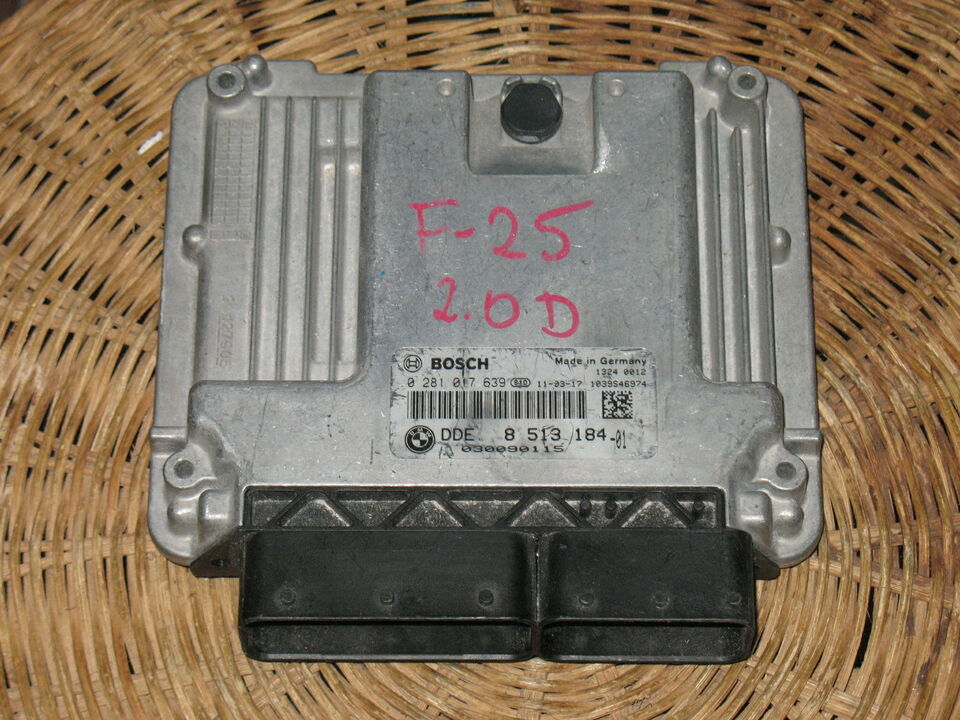 F-25
2.0D
BOSCH Made in Germany
1324 0012
0 281 017 639 11-03-17 1039S46974
DDE 8 513 184-01
030090115